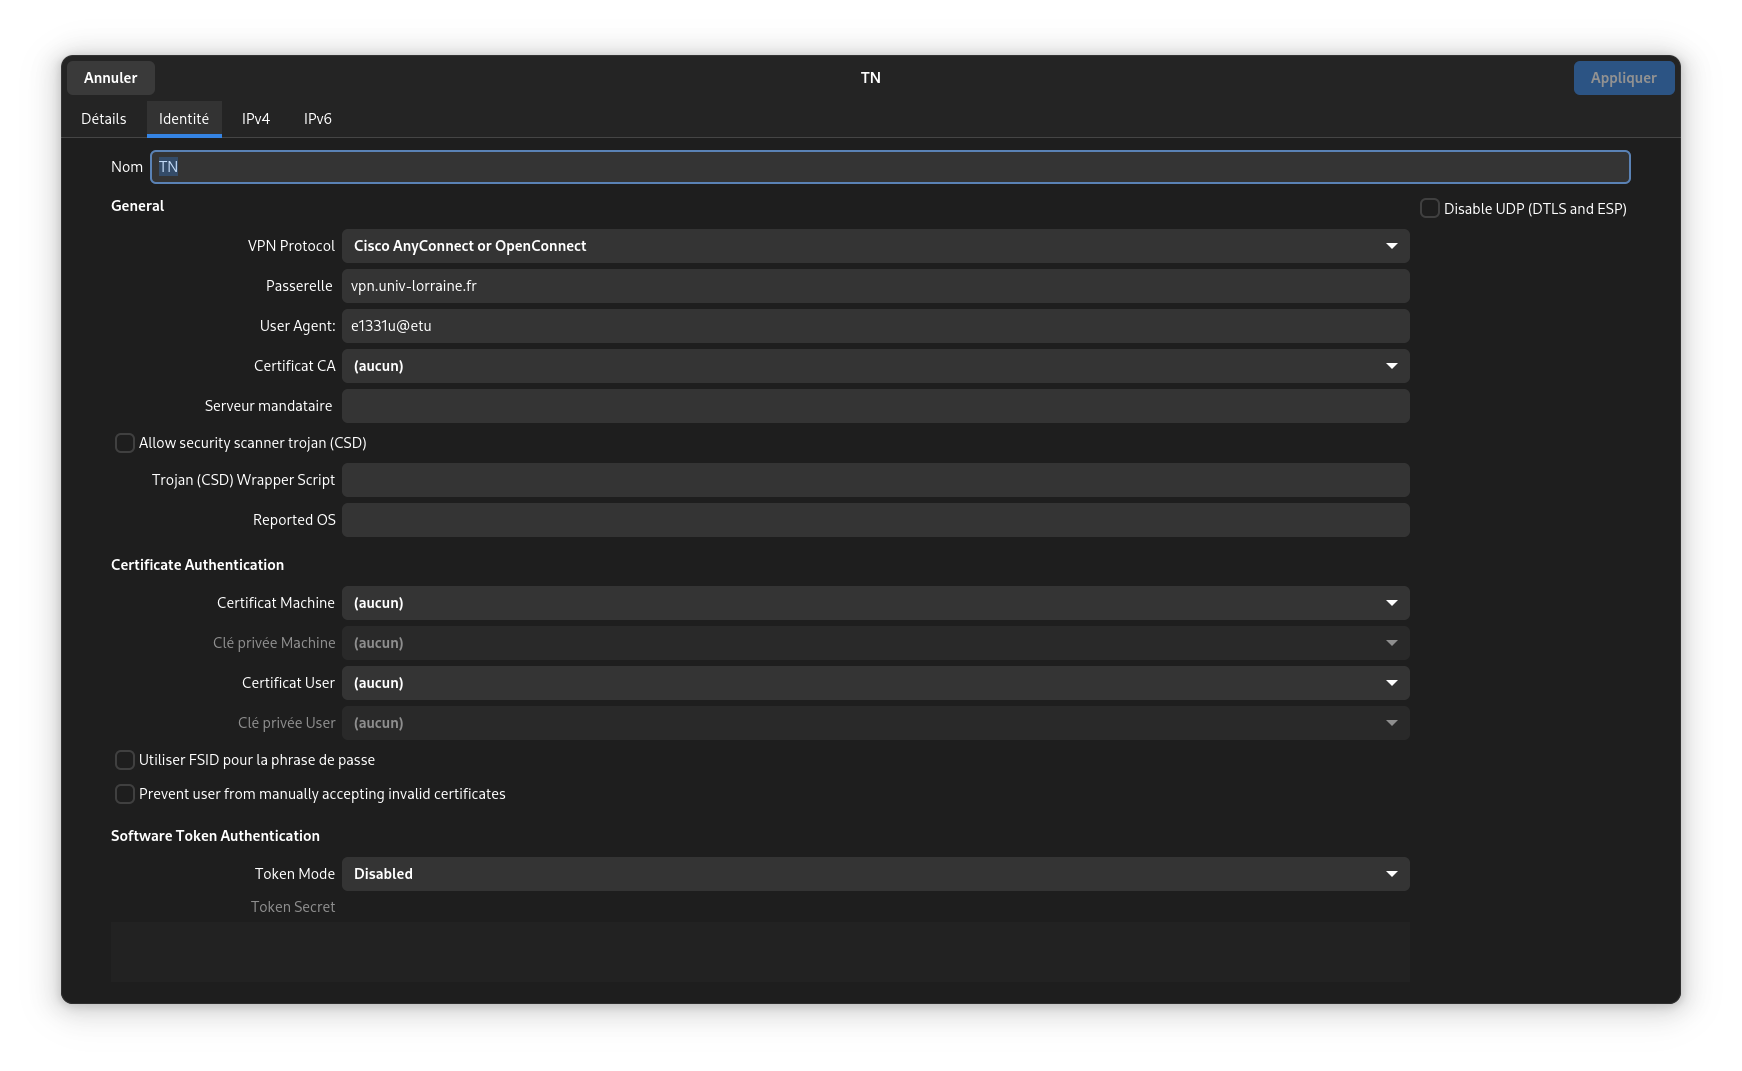 Annuler
TN
Appliquer
Détails
Identité
IPv4
IPv6
Nom
TN
General
Disable UDP (DTLS and ESP)
VPN Protocol
Cisco AnyConnect or OpenConnect
Passerelle
vpn.univ-lorraine.fr
User Agent:
e1331u@etu
Certificat CA
(aucun)
Serveur mandataire
Allow security scanner trojan (CSD)
Trojan (CSD) Wrapper Script
Reported OS
Certificate Authentication
Certificat Machine
(aucun)
Clé privée Machine
(aucun)
Certificat User
(aucun)
Clé privée User
(aucun)
Utiliser FSID pour la phrase de passe
Prevent user from manually accepting invalid certificates
Software Token Authentication
Token Mode
Disabled
Token Secret